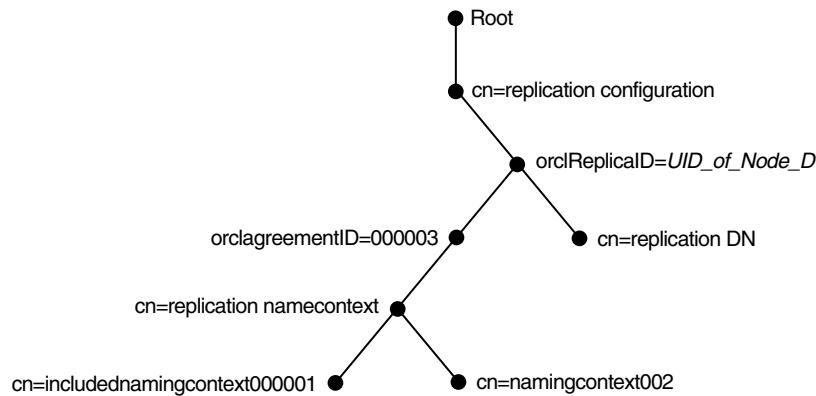 Root
cn=replication configuration
orclReplicaID=UID_of_Node_D
orclagreementID=000003
cn=replication DN
cn=replication namecontext
cn=includednamingcontext000001
cn=namingcontext002